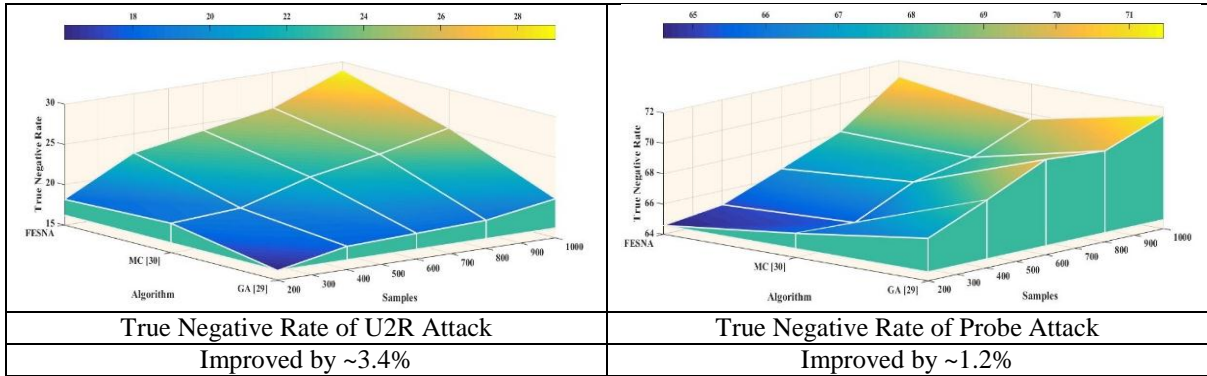 18 20 22 24 26 28
30
25
20
15
True Negative Rate
FESNA
MC [30]
GA [29]
Algorithm
200 300 400 500 600 700 800 900 1000
Samples
65 66 67 68 69 70 71
72
70
68
66
64
True Negative Rate
FESNA
MC [30]
GA [29]
Algorithm
200 300 400 500 600 700 800 900 1000
Samples
True Negative Rate of U2R Attack
True Negative Rate of Probe Attack
Improved by ~3.4%
Improved by ~1.2%